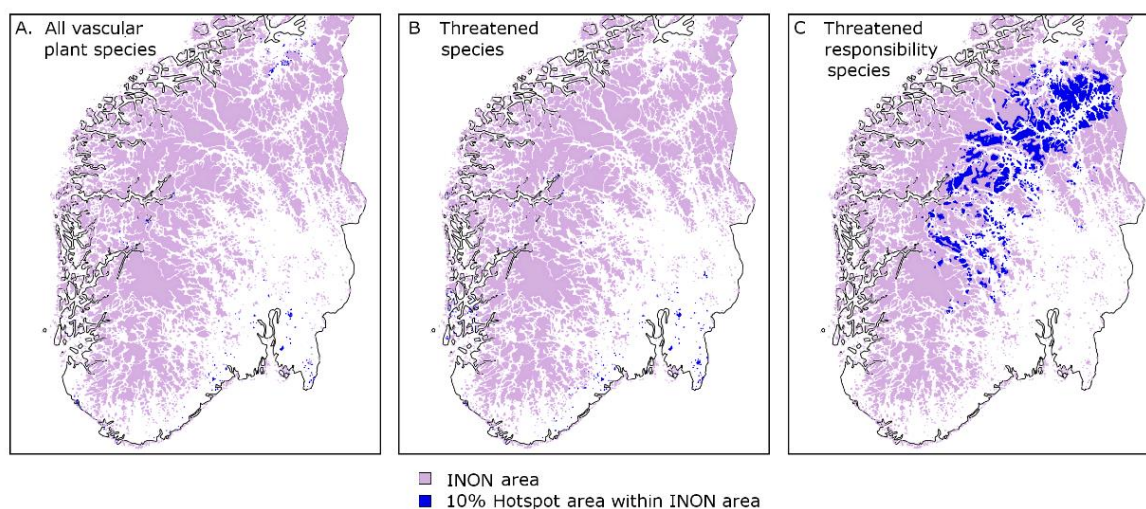 A. All vascular
plant species
B Threatened
species
C Threatened
responsibility
species
INON area
10% Hotspot area within INON area